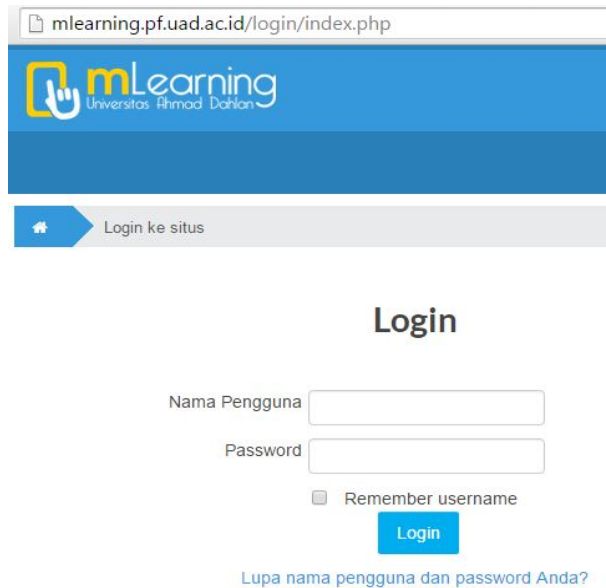 mlearning.pf.uad.ac.id/login/index.php
mLearning
Universitas Ahmad Dahlan
Login ke situs
Login
Nama Pengguna
Password
Remember username
Login
Lupa nama pengguna dan password Anda?